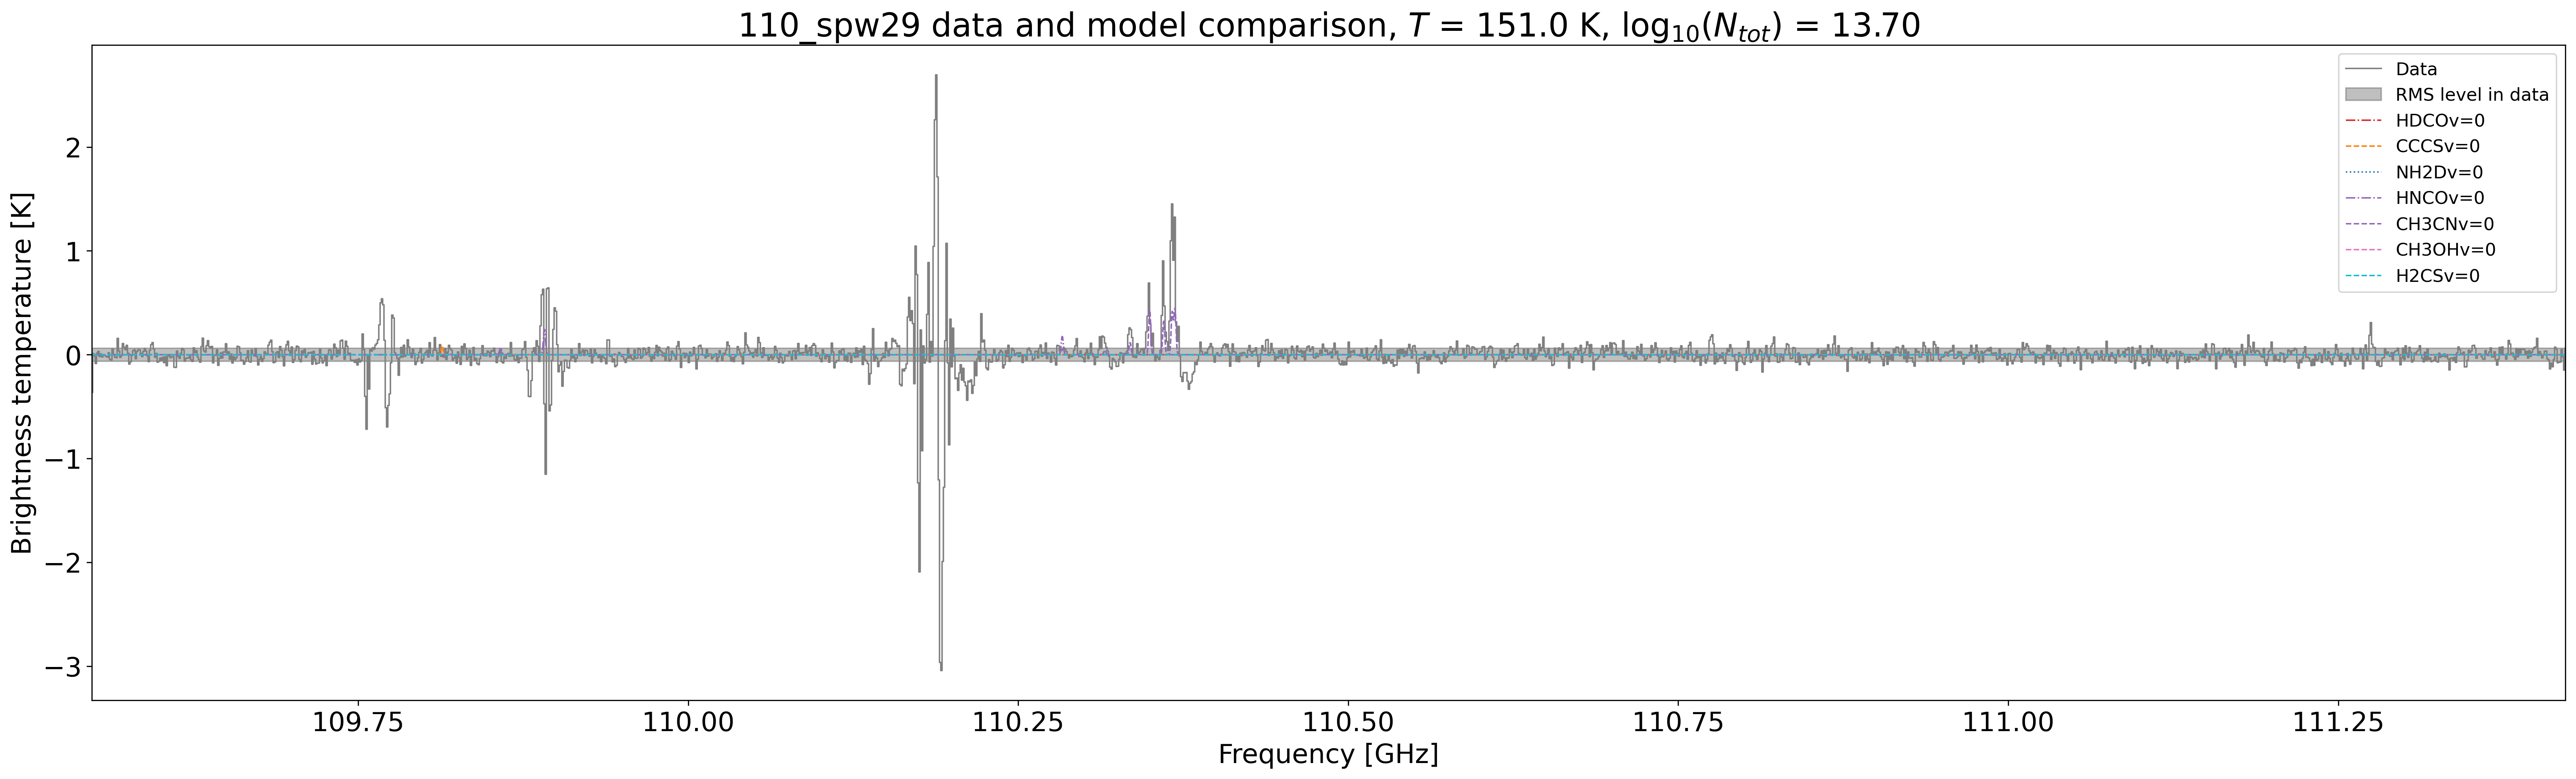 110_spw29 data and model comparison, T = 151.0 K, log10(Ntot) = 13.70
Data
RMS level in data
HDCOv=0
CCCSv=0
NH2Dv=0
HNCOv=0
CH3CNv=0
CH3OHv=0
H2CSv=0
Brightness temperature [K]
2
1
0
−1
−2
−3
109.75
110.00
110.25
110.50
110.75
111.00
111.25
Frequency [GHz]